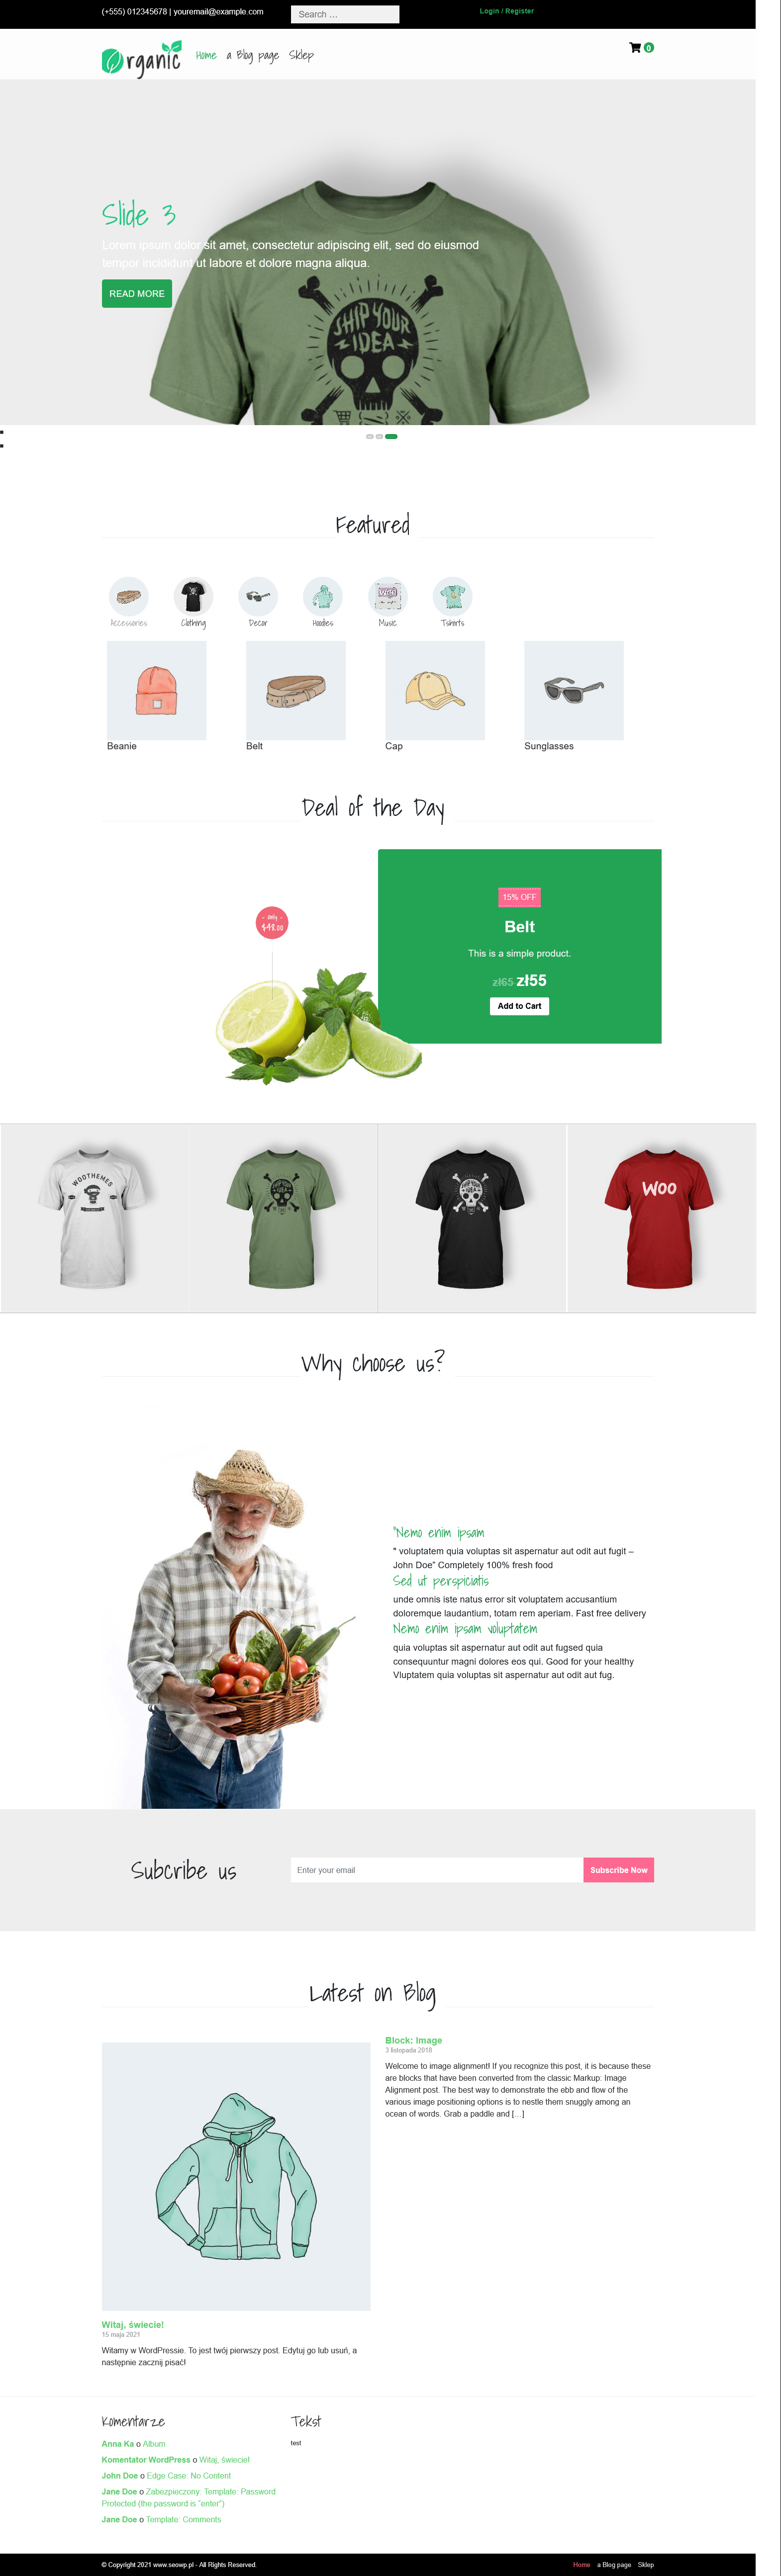 (+555) 012345678 | youremail@example.com
Search …
Login / Register
Organic
Home a Blog page Sklep
0
Slide 3
Lorem ipsum dolor sit amet, consectetur adipiscing elit, sed do eiusmod
tempor incididunt ut labore et dolore magna aliqua.
READ MORE
SHIP YOUR
IDEA
Featured
Accessories
Clothing
Decor
Hoodies
Music
Tshirts
Beanie
Belt
Cap
Sunglasses
Deal of the Day
- only -
$48.00
15% OFF
Belt
This is a simple product.
zł65 zł55
Add to Cart
WOOTHEMES
SHIP YOUR
IDEA
SHIP YOUR
IDEA
WOO
Why choose us?
"Nemo enim ipsam
" voluptatem quia voluptas sit aspernatur aut odit aut fugit –
John Doe" Completely 100% fresh food
Sed ut perspiciatis
unde omnis iste natus error sit voluptatem accusantium
doloremque laudantium, totam rem aperiam. Fast free delivery
Nemo enim ipsam voluptatem
quia voluptas sit aspernatur aut odit aut fugsed quia
consequuntur magni dolores eos qui. Good for your healthy
Vluptatem quia voluptas sit aspernatur aut odit aut fug.
Subcribe us
Enter your email
Subscribe Now
Latest on Blog
Block: Image
3 listopada 2018
Welcome to image alignment! If you recognize this post, it is because these
are blocks that have been converted from the classic Markup: Image
Alignment post. The best way to demonstrate the ebb and flow of the
various image positioning options is to nestle them snuggly among an
ocean of words. Grab a paddle and […]
Witaj, świecie!
15 maja 2021
Witamy w WordPressie. To jest twój pierwszy post. Edytuj go lub usuń, a
następnie zacznij pisać!
Komentarze
Anna Ka o Album
Komentator WordPress o Witaj, świecie!
John Doe o Edge Case: No Content
Jane Doe o Zabezpieczony: Template: Password
Protected (the password is "enter")
Jane Doe o Template: Comments
Tekst
test
© Copyright 2021 www.seowp.pl - All Rights Reserved.
Home a Blog page Sklep